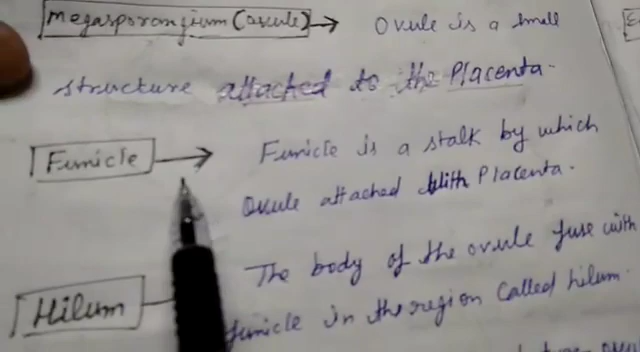 Megasporangium (ovule) → Ovule is a small
structure attached to the Placenta.
Funicle → Funicle is a stalk by which
Ovule attached With Placenta.
Hilum The body of the ovule fuse with
funicle in the region called hilum.